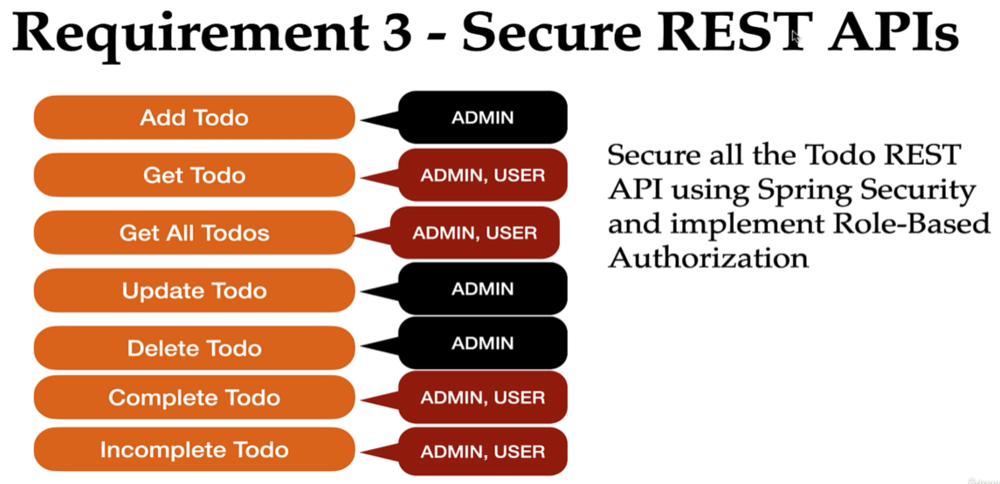 Requirement 3 - Secure REST APIs
Add Todo
ADMIN
Get Todo
ADMIN, USER
Get All Todos
ADMIN, USER
Update Todo
ADMIN
Delete Todo
ADMIN
Complete Todo
ADMIN, USER
Incomplete Todo
ADMIN, USER
Secure all the Todo REST
API using Spring Security
and implement Role-Based
Authorization